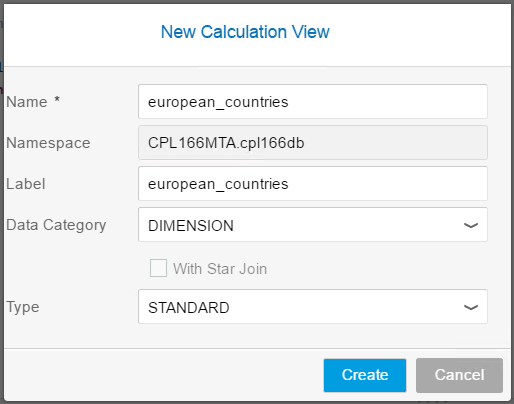 New Calculation View
Name *
european_countries
Namespace
CPL166MTA.cpl166db
Label
european_countries
Data Category
DIMENSION
With Star Join
Type
STANDARD
Create
Cancel